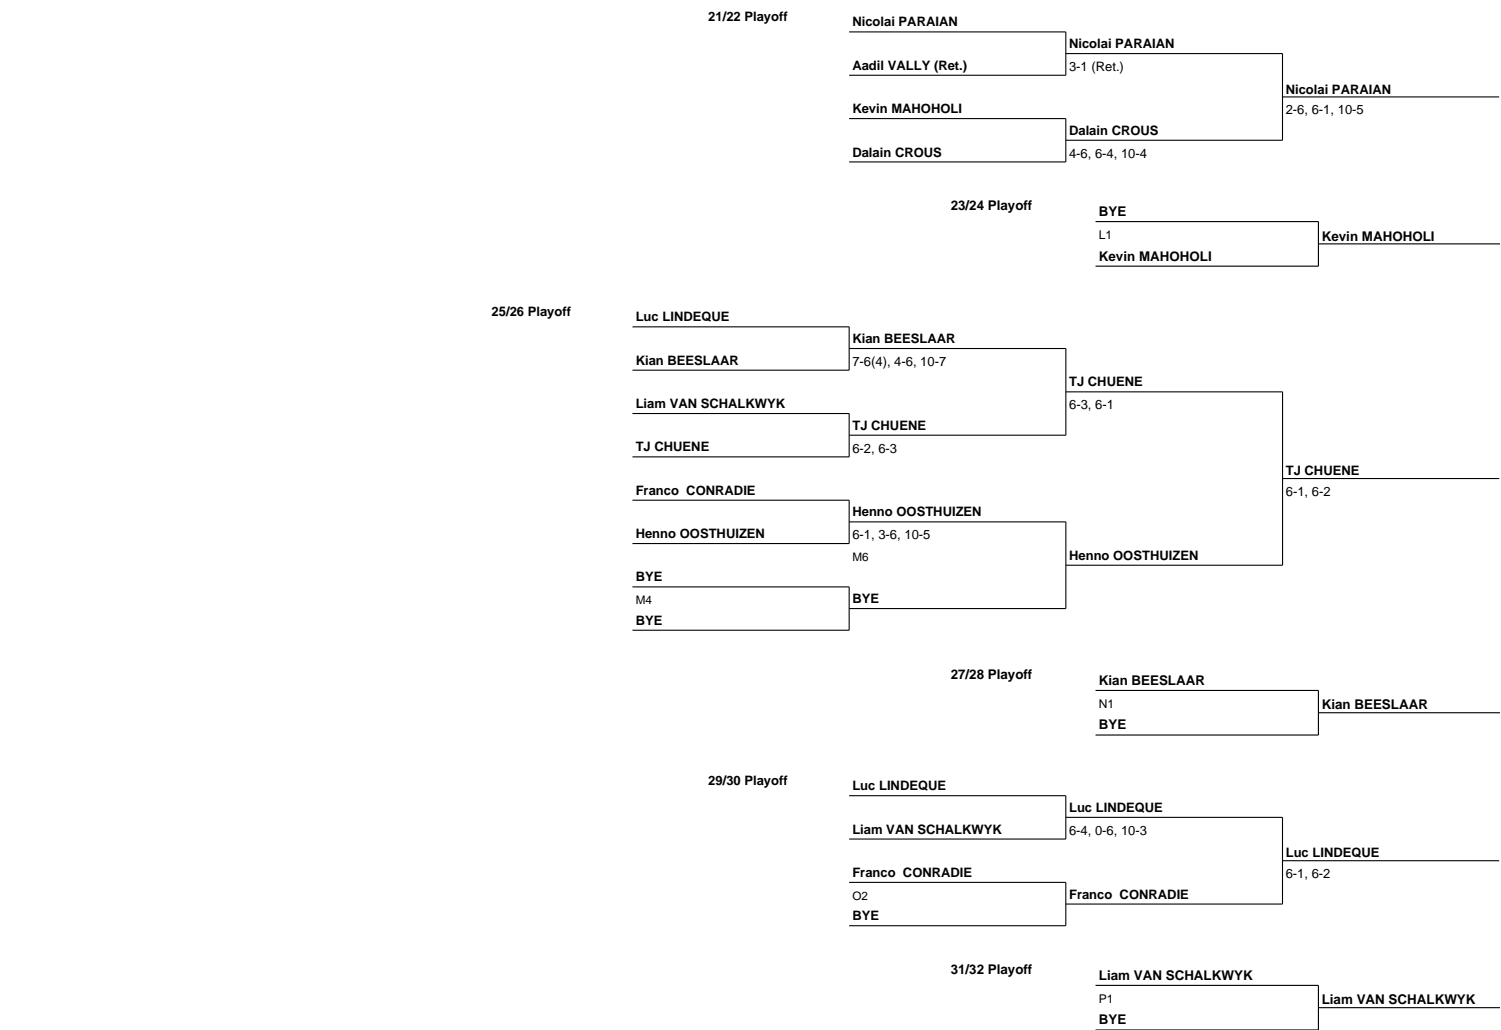 21/22 Playoff
Nicolai PARAIAN
Nicolai PARAIAN
Aadil VALLY (Ret.)
3-1 (Ret.)
Nicolai PARAIAN
2-6, 6-1, 10-5
Kevin MAHOHOLI
Dalain CROUS
Dalain CROUS
4-6, 6-4, 10-4
23/24 Playoff
BYE
L1
Kevin MAHOHOLI
Kevin MAHOHOLI
25/26 Playoff
Luc LINDEQUE
Kian BEESLAAR
Kian BEESLAAR
7-6(4), 4-6, 10-7
TJ CHUENE
6-3, 6-1
Liam VAN SCHALKWYK
TJ CHUENE
TJ CHUENE
6-2, 6-3
TJ CHUENE
6-1, 6-2
Franco  CONRADIE
Henno OOSTHUIZEN
Henno OOSTHUIZEN
6-1, 3-6, 10-5
M6
Henno OOSTHUIZEN
BYE
M4
BYE
BYE
27/28 Playoff
Kian BEESLAAR
N1
Kian BEESLAAR
BYE
29/30 Playoff
Luc LINDEQUE
Luc LINDEQUE
Liam VAN SCHALKWYK
6-4, 0-6, 10-3
Luc LINDEQUE
6-1, 6-2
Franco  CONRADIE
O2
Franco  CONRADIE
BYE
31/32 Playoff
Liam VAN SCHALKWYK
P1
Liam VAN SCHALKWYK
BYE